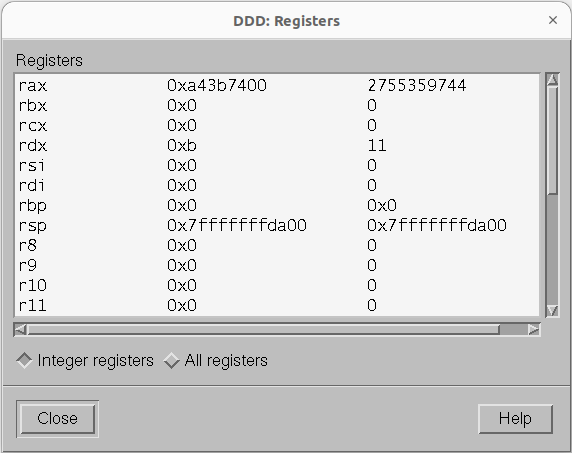 DDD: Registers
Registers
rax 0xa43b7400 2755359744
rbx 0x0 0
rcx 0x0 0
rdx 0xb 11
rsi 0x0 0
rdi 0x0 0
rbp 0x0 0x0
rsp 0x7fffffffda00 0x7fffffffda00
r8 0x0 0
r9 0x0 0
r10 0x0 0
r11 0x0 0
Integer registers All registers
Close Help